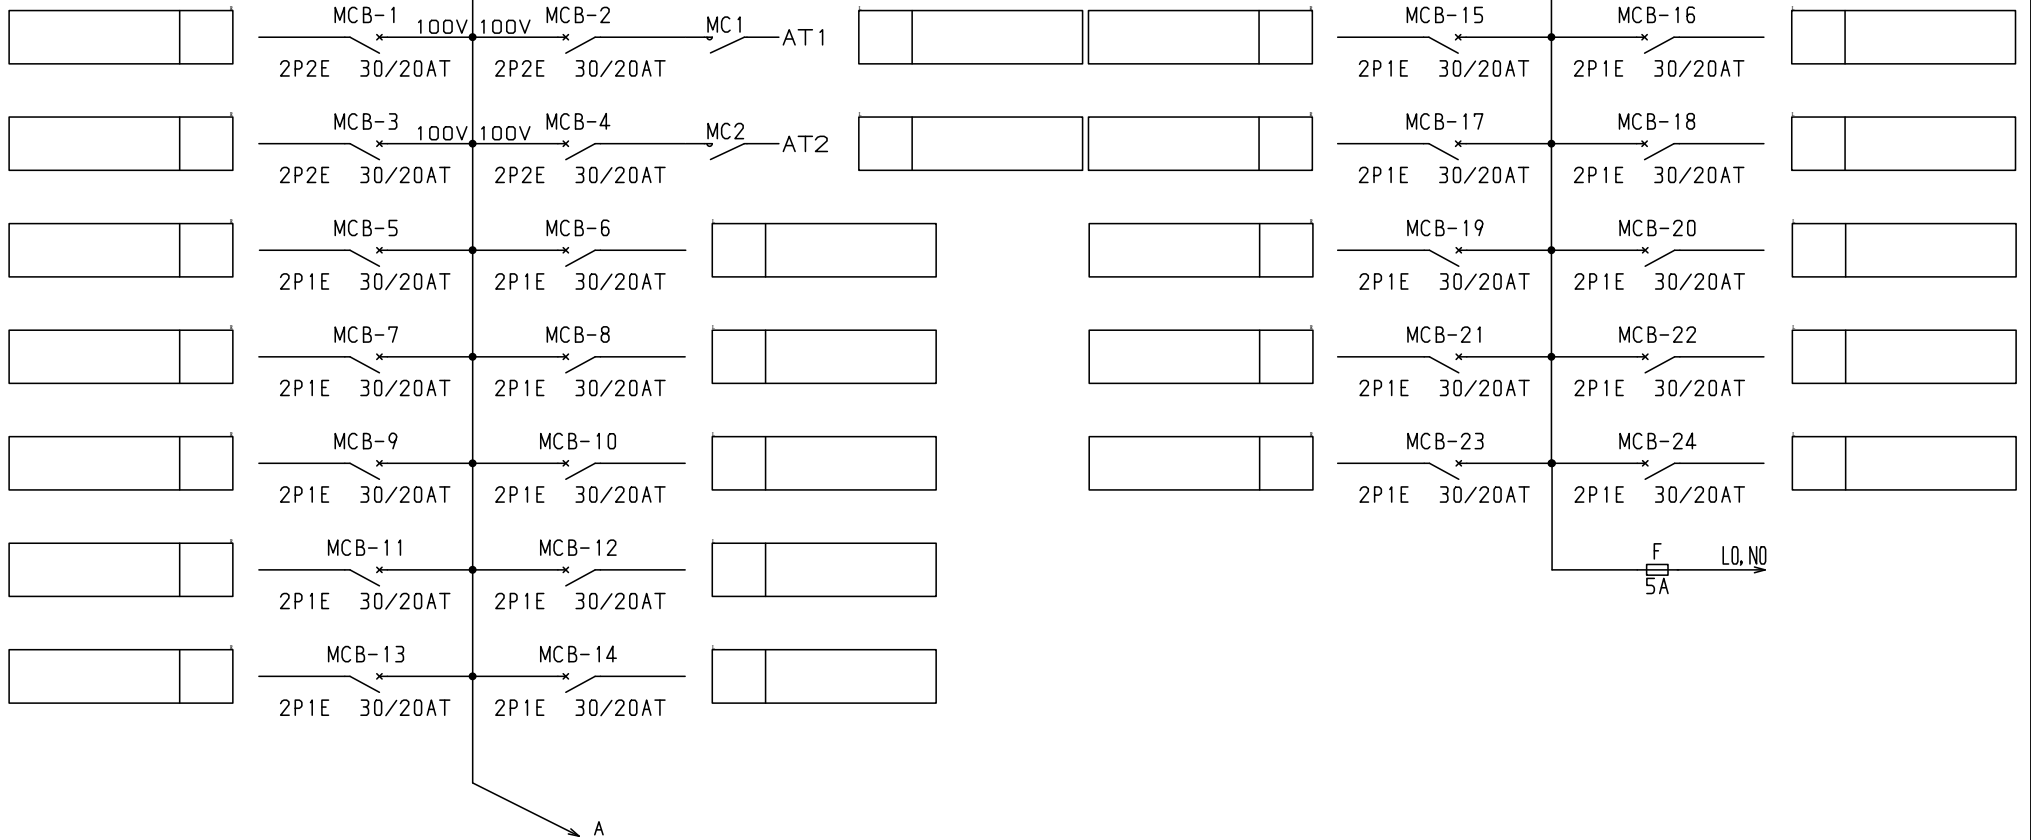 MCB-1 100V 100V MCB-2 MC1 AT1
2P2E 30/20AT 2P2E 30/20AT
MCB-3 100V 100V MCB-4 MC2 AT2
2P2E 30/20AT 2P2E 30/20AT
MCB-5 MCB-6
2P1E 30/20AT 2P1E 30/20AT
MCB-7 MCB-8
2P1E 30/20AT 2P1E 30/20AT
MCB-9 MCB-10
2P1E 30/20AT 2P1E 30/20AT
MCB-11 MCB-12
2P1E 30/20AT 2P1E 30/20AT
MCB-13 MCB-14
2P1E 30/20AT 2P1E 30/20AT
A
MCB-15 MCB-16
2P1E 30/20AT 2P1E 30/20AT
MCB-17 MCB-18
2P1E 30/20AT 2P1E 30/20AT
MCB-19 MCB-20
2P1E 30/20AT 2P1E 30/20AT
MCB-21 MCB-22
2P1E 30/20AT 2P1E 30/20AT
MCB-23 MCB-24
2P1E 30/20AT 2P1E 30/20AT
F L0,N0
5A